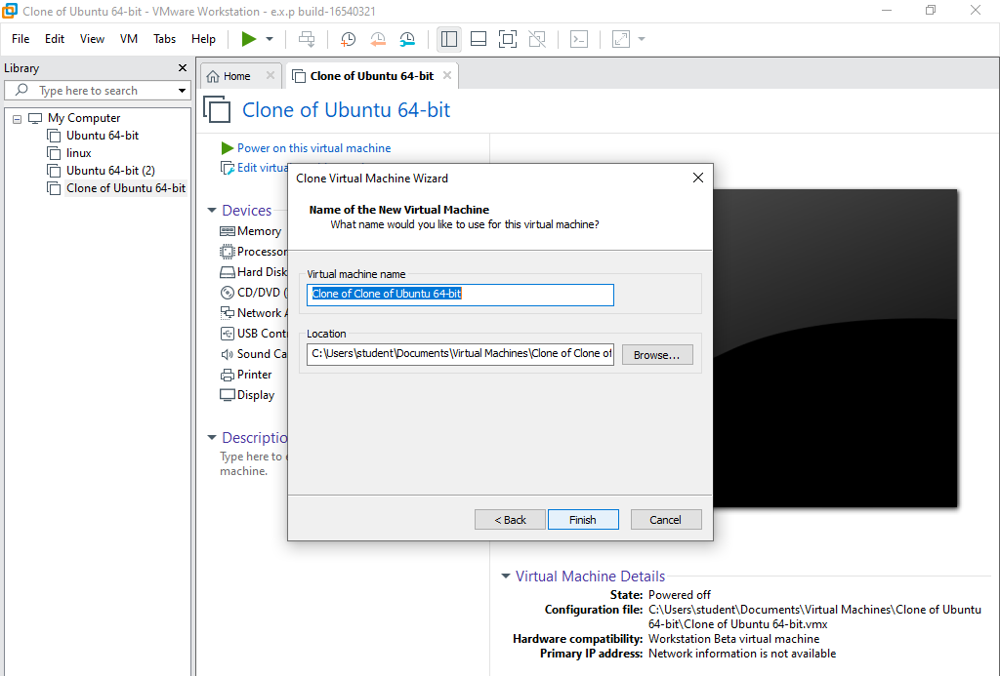 Clone of Ubuntu 64-bit - VMware Workstation - e.x.p build-16540321
File Edit View VM Tabs Help
Library
Type here to search
My Computer
Ubuntu 64-bit
linux
Ubuntu 64-bit (2)
Clone of Ubuntu 64-bit
Home
Clone of Ubuntu 64-bit
Clone of Ubuntu 64-bit
Power on this virtual machine
Edit virtua
Devices
Memory
Processor
Hard Disk
CD/DVD (
Network A
USB Cont
Sound Ca
Printer
Display
Descriptio
Type here to e
machine.
Clone Virtual Machine Wizard
Name of the New Virtual Machine
What name would you like to use for this virtual machine?
Virtual machine name
Clone of Clone of Ubuntu 64-bit
Location
C:\Users\student\Documents\Virtual Machines\Clone of Clone of
Browse...
< Back
Finish
Cancel
Virtual Machine Details
State: Powered off
Configuration file: C:\Users\student\Documents\Virtual Machines\Clone of Ubuntu
64-bit\Clone of Ubuntu 64-bit.vmx
Hardware compatibility: Workstation Beta virtual machine
Primary IP address: Network information is not available